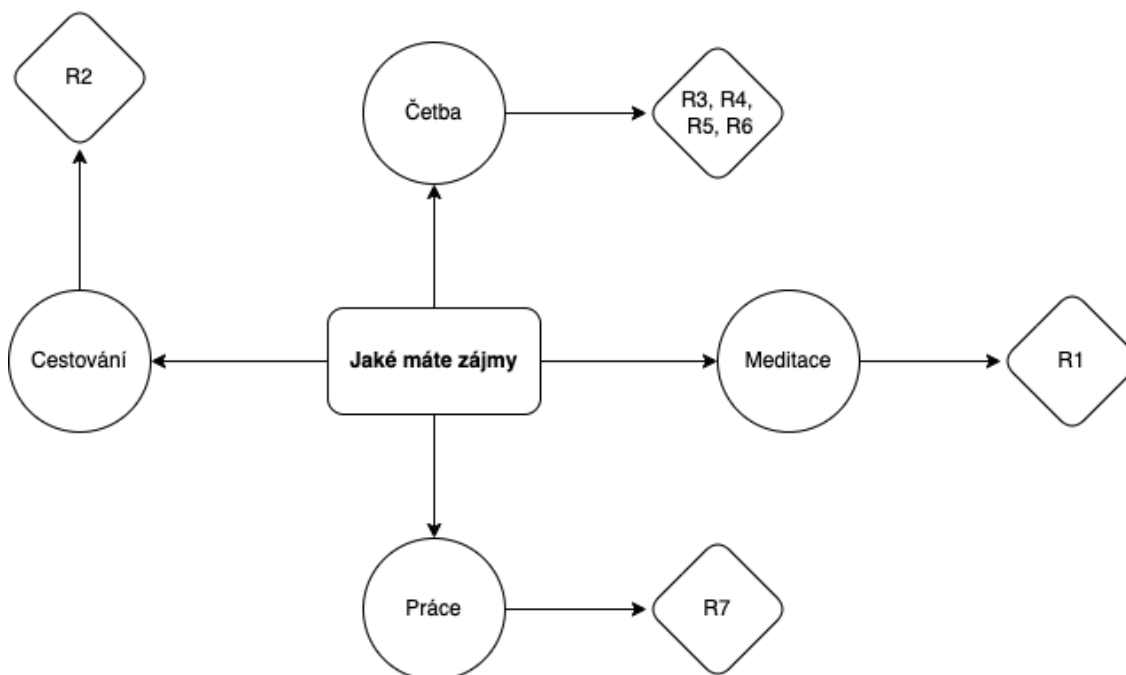 R2
Četba
R3, R4,
R5, R6
Cestování
Jaké máte zájmy
Meditace
R1
Práce
R7